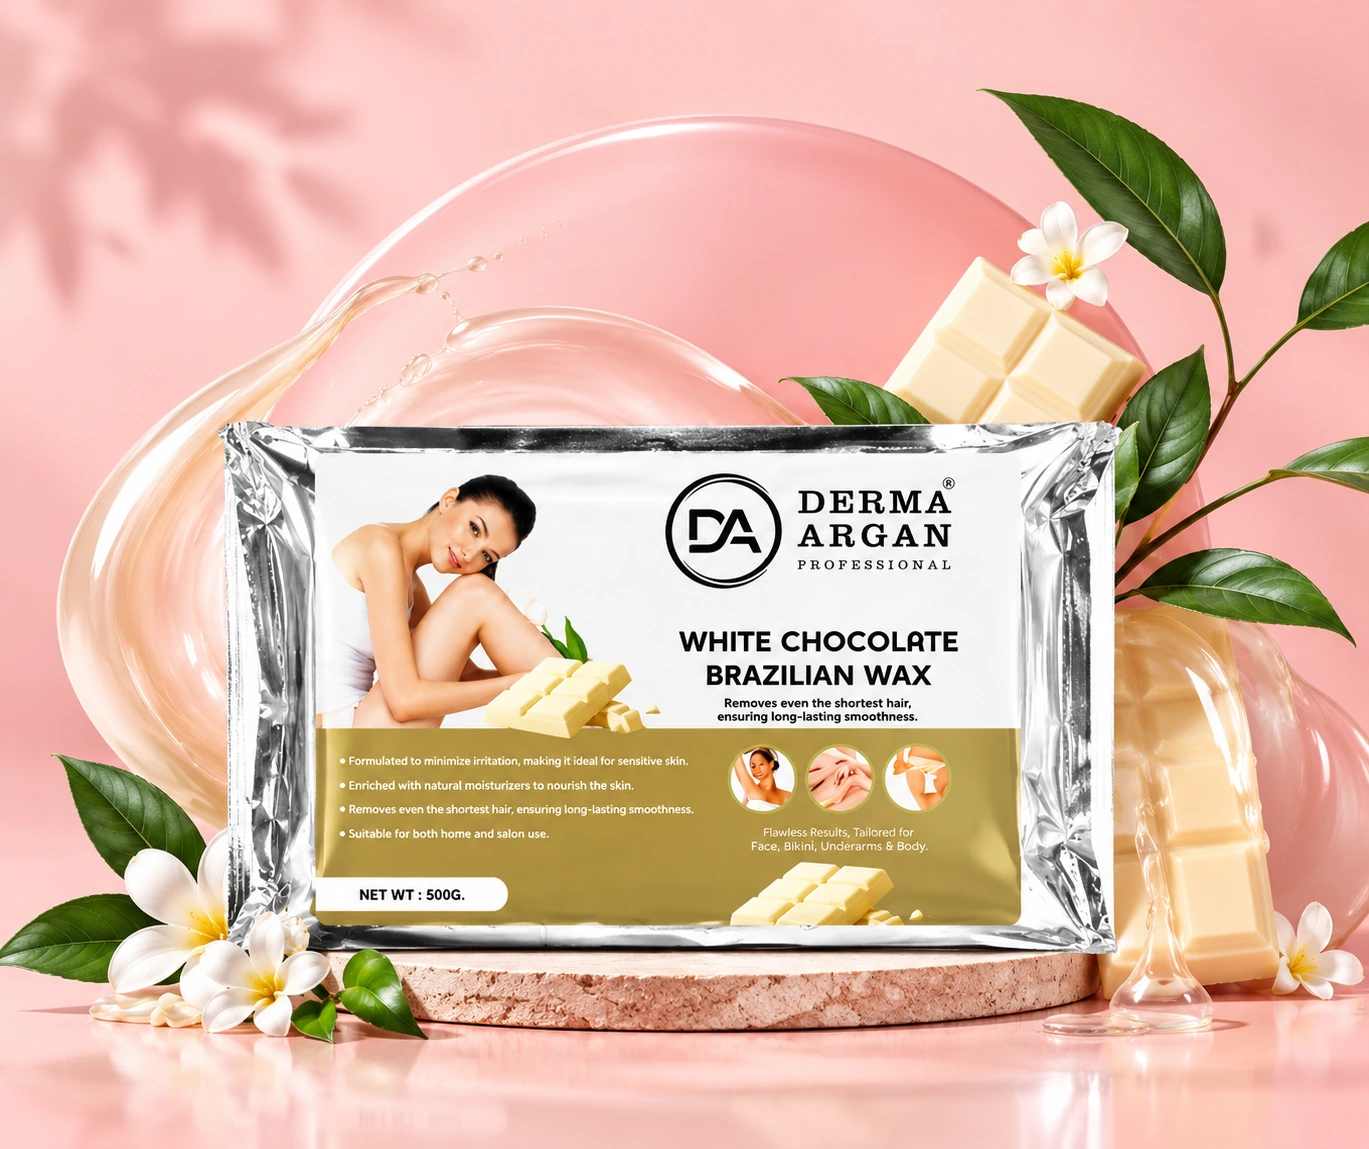 DA
DERMA
ARGAN
®
PROFESSIONAL
WHITE CHOCOLATE
BRAZILIAN WAX
Removes even the shortest hair,
ensuring long-lasting smoothness.
• Formulated to minimize irritation, making it ideal for sensitive skin.
• Enriched with natural moisturizers to nourish the skin.
• Removes even the shortest hair, ensuring long-lasting smoothness.
• Suitable for both home and salon use.
NET WT : 500G.
Flawless Results, Tailored for
Face, Bikini, Underarms & Body.